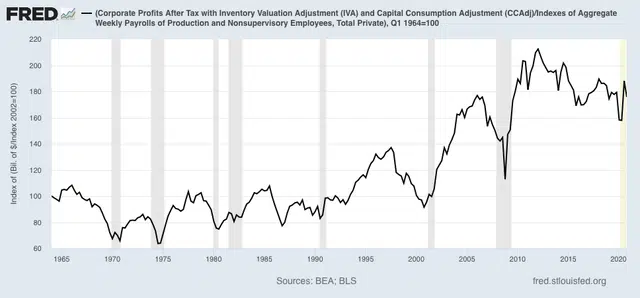 FRED — (Corporate Profits After Tax with Inventory Valuation Adjustment (IVA) and Capital Consumption Adjustment (CCAdj)/Indexes of Aggregate
Weekly Payrolls of Production and Nonsupervisory Employees, Total Private), Q1 1964=100
220
200
180
160
140
120
100
80
60
Index of (Bil. of $/Index 2002=100)
1965 1970 1975 1980 1985 1990 1995 2000 2005 2010 2015 2020
Sources: BEA; BLS
fred.stlouisfed.org